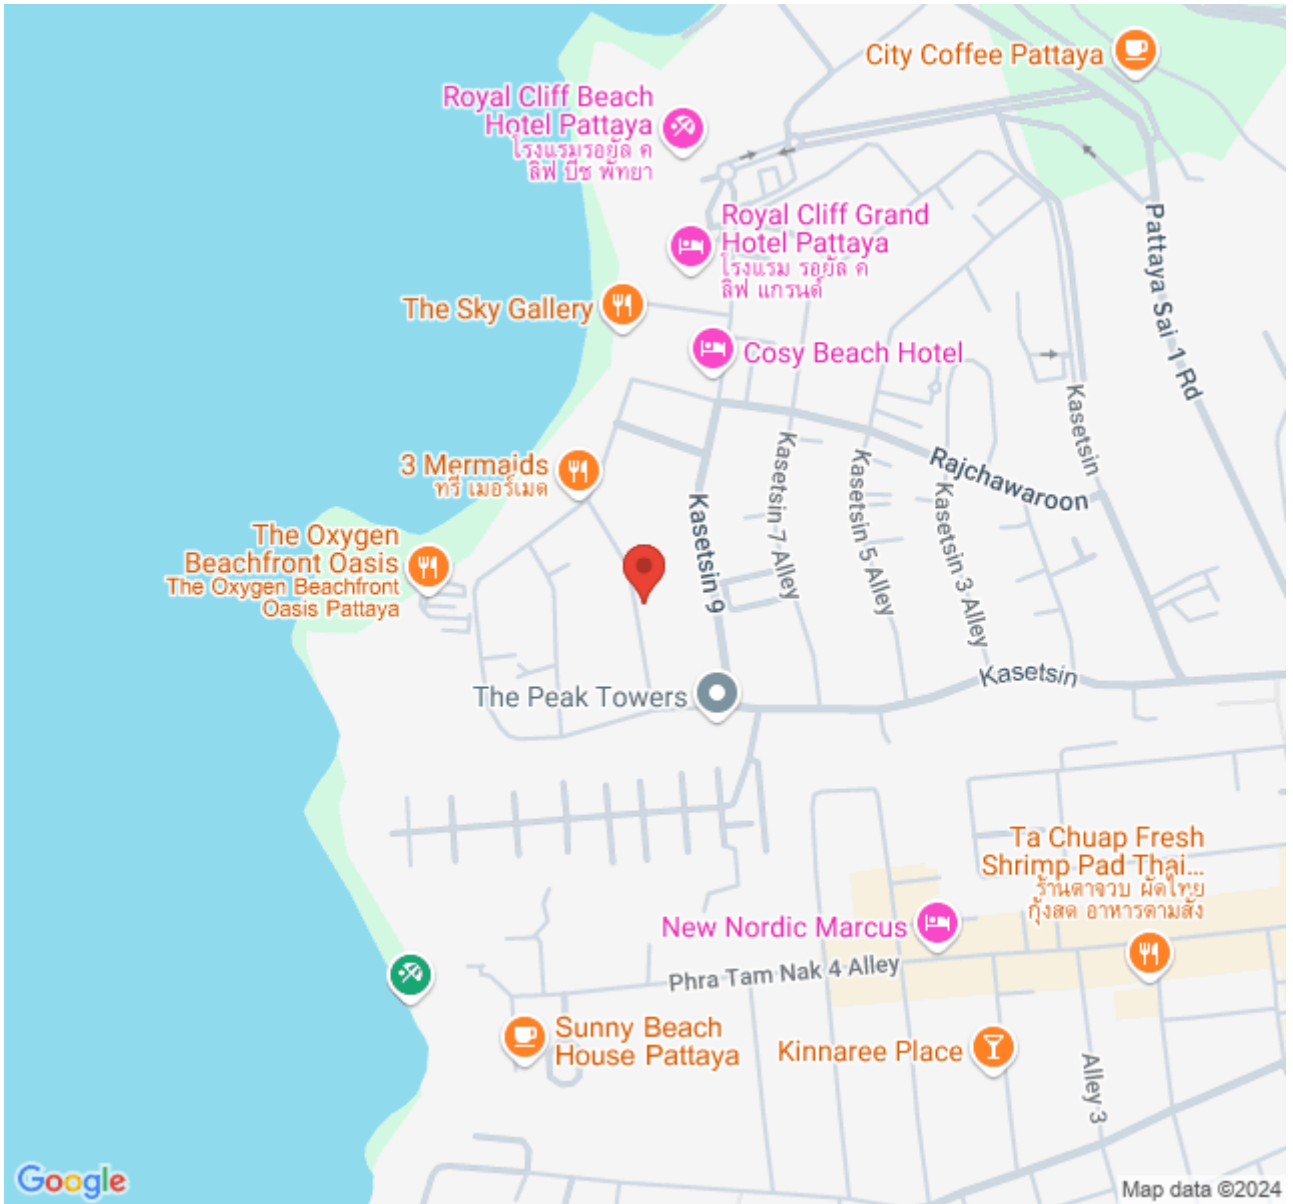 City Coffee Pattaya
Royal Cliff Beach
Hotel Pattaya
โรงแรมรอยัล ค
ลิฟ บีช พัทยา
Royal Cliff Grand
Hotel Pattaya
โรงแรม รอยัล ค
ลิฟ แกรนด์
Pattaya Sai 1 Rd
The Sky Gallery
Cosy Beach Hotel
Kasetsin
3 Mermaids
ทรี เมอร์เมด
Rajchawaroon
Kasetsin 9
Kasetsin 7 Alley
Kasetsin 5 Alley
Kasetsin 3 Alley
The Oxygen
Beachfront Oasis
The Oxygen Beachfront
Oasis Pattaya
Kasetsin
The Peak Towers
Ta Chuap Fresh
Shrimp Pad Thai...
ร้านตาจวบ ผัดไทย
กุ้งสด อาหารตามสั่ง
New Nordic Marcus
Phra Tam Nak 4 Alley
Sunny Beach
House Pattaya
Kinnaree Place
Alley 3
Google
Map data ©2024